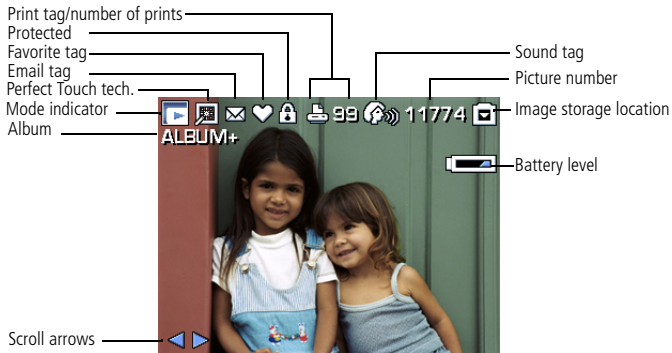 Print tag/number of prints
Protected
Favorite tag
Email tag
Perfect Touch tech.
Mode indicator
Album
Sound tag
Picture number
Image storage location
Battery level
99 11774
ALBUM+
Scroll arrows